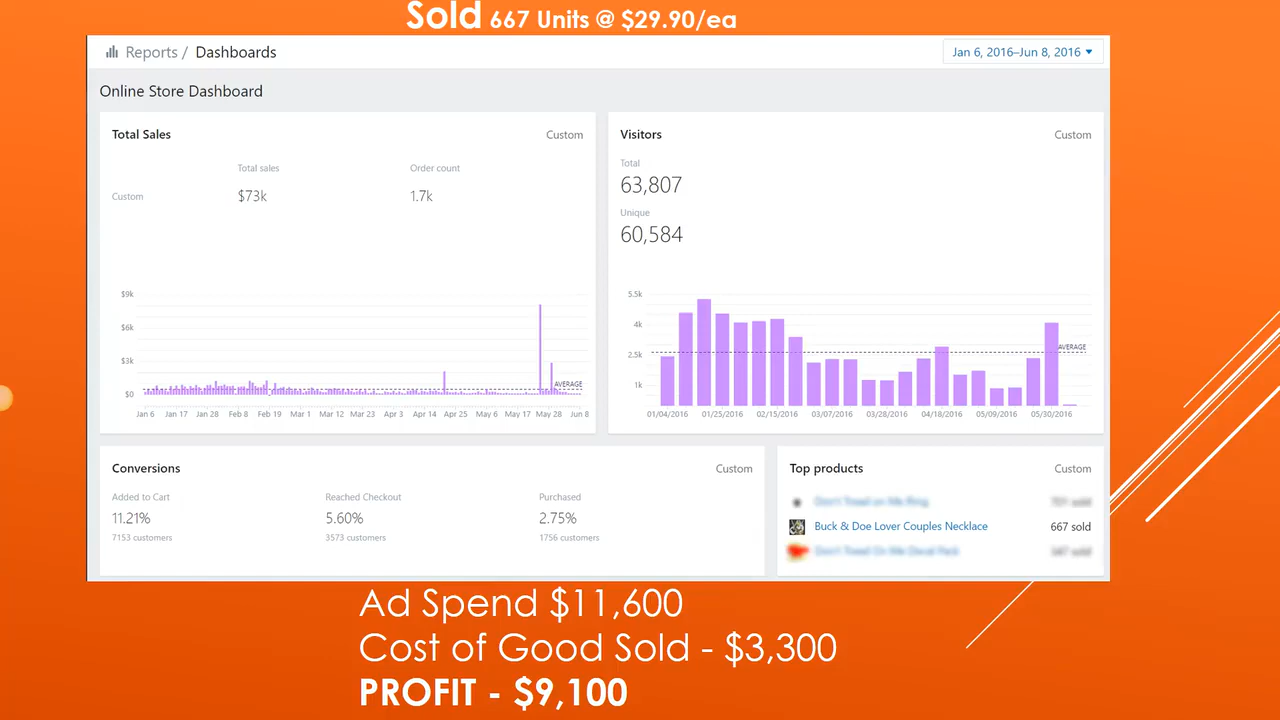 Sold 667 Units @ $29.90/ea
Reports / Dashboards
Jan 6, 2016–Jun 8, 2016
Online Store Dashboard
Total Sales
Custom
Total sales
Order count
Custom
$73k
1.7k
$9k
$6k
$3k
$0
AVERAGE
Jan 6 Jan 17 Jan 28 Feb 8 Feb 19 Mar 1 Mar 12 Mar 23 Apr 3 Apr 14 Apr 25 May 6 May 17 May 28 Jun 8
Visitors
Custom
Total
63,807
Unique
60,584
5.5k
4k
2.5k
1k
AVERAGE
01/04/2016 01/25/2016 02/15/2016 03/07/2016 03/28/2016 04/18/2016 05/09/2016 05/30/2016
Conversions
Custom
Added to Cart
Reached Checkout
Purchased
11.21%
5.60%
2.75%
7153 customers
3573 customers
1756 customers
Top products
Custom
Buck & Doe Lover Couples Necklace
667 sold
Ad Spend $11,600
Cost of Good Sold - $3,300
PROFIT - $9,100